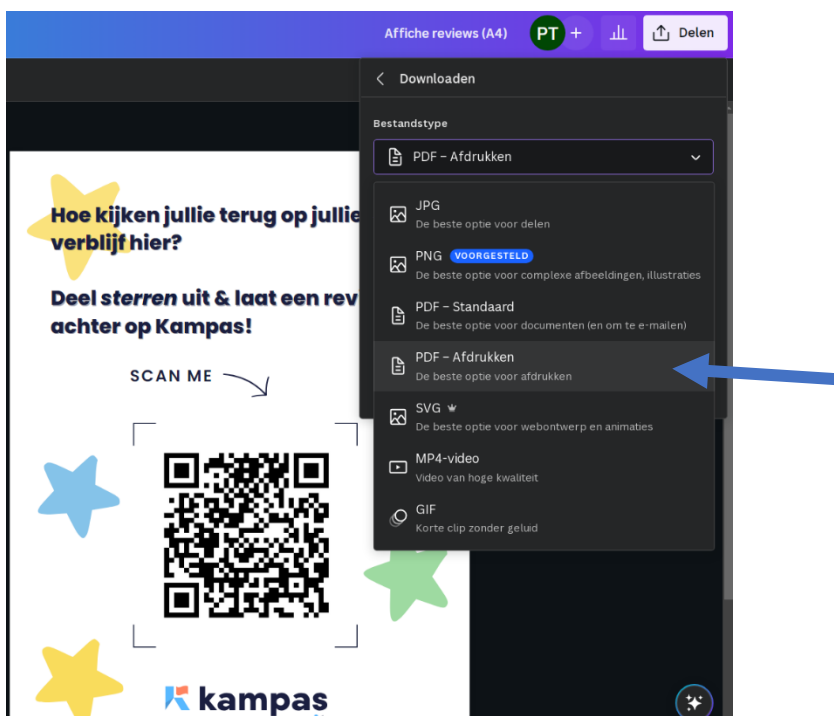 Affiche reviews (A4)
PT
+
Delen
Downloaden
Bestandstype
PDF – Afdrukken
JPG
De beste optie voor delen
PNG VOORGESTELD
De beste optie voor complexe afbeeldingen, illustraties
PDF – Standaard
De beste optie voor documenten (en om te e-mailen)
PDF – Afdrukken
De beste optie voor afdrukken
SVG
De beste optie voor webontwerp en animaties
MP4-video
Video van hoge kwaliteit
GIF
Korte clip zonder geluid
Hoe kijken jullie terug op jullie
verblijf hier?
Deel sterren uit & laat een rev
achter op Kampas!
SCAN ME
kampas